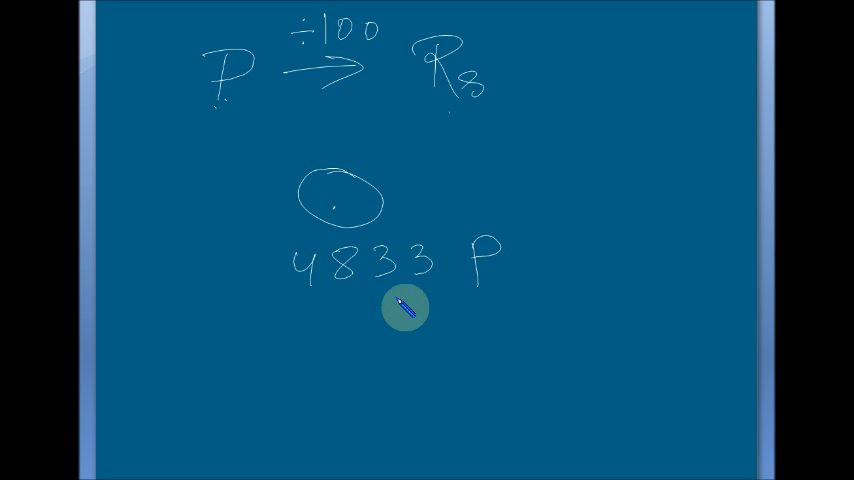 ÷100
P → Rs
.
4833 P